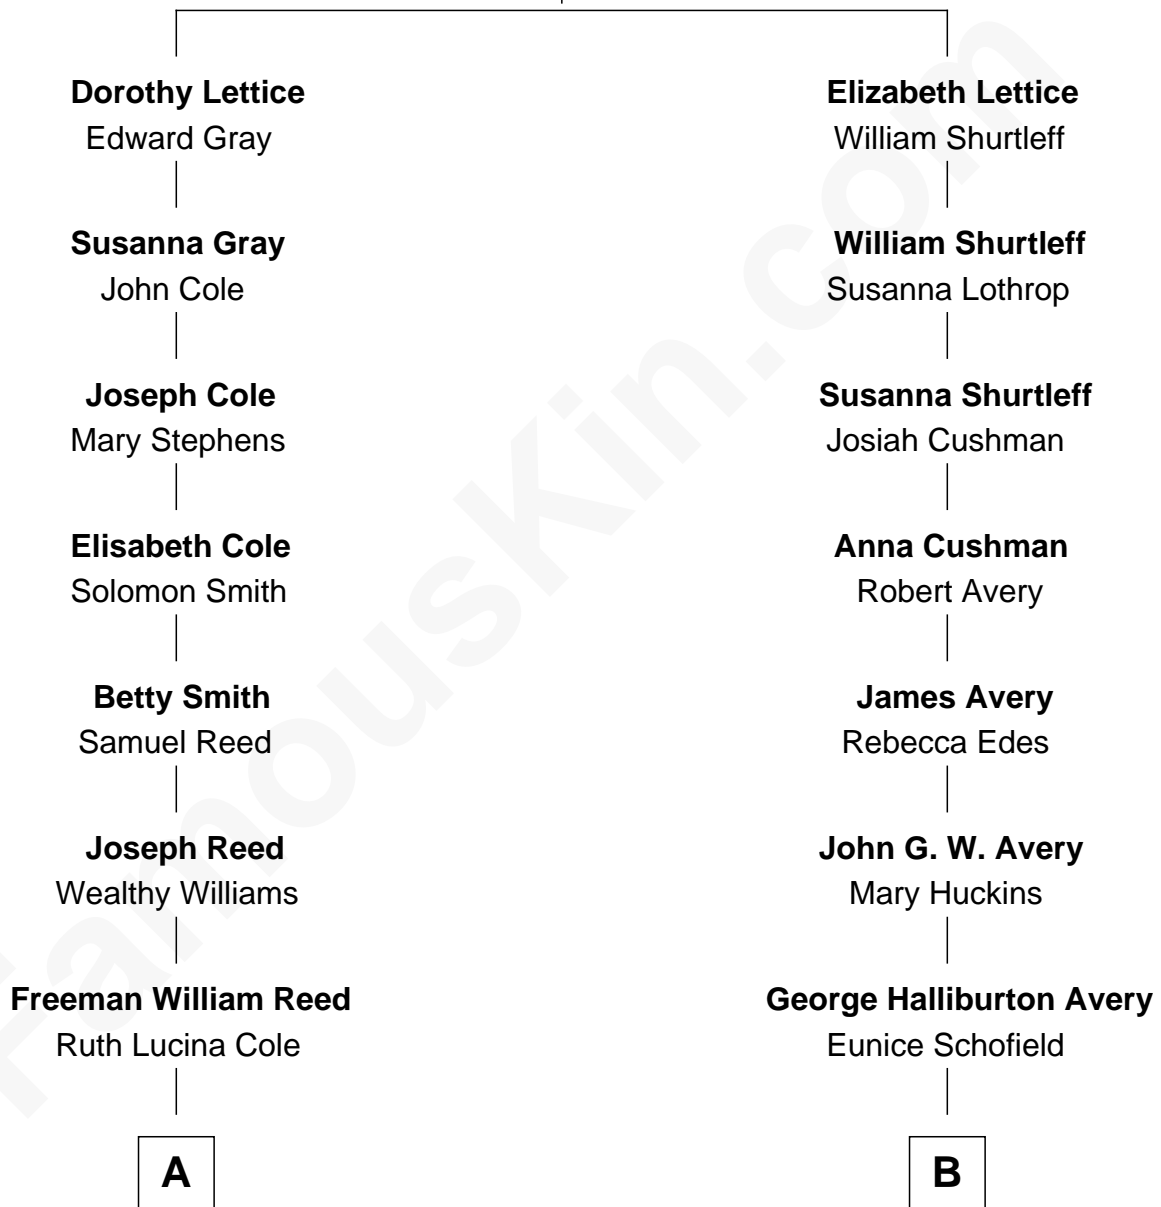 Dorothy Lettice
Edward Gray
Susanna Gray
John Cole
Joseph Cole
Mary Stephens
Elisabeth Cole
Solomon Smith
Betty Smith
Samuel Reed
Joseph Reed
Wealthy Williams
Freeman William Reed
Ruth Lucina Cole
A
Elizabeth Lettice
William Shurtleff
William Shurtleff
Susanna Lothrop
Susanna Shurtleff
Josiah Cushman
Anna Cushman
Robert Avery
James Avery
Rebecca Edes
John G. W. Avery
Mary Huckins
George Halliburton Avery
Eunice Schofield
B
FamousKin.com